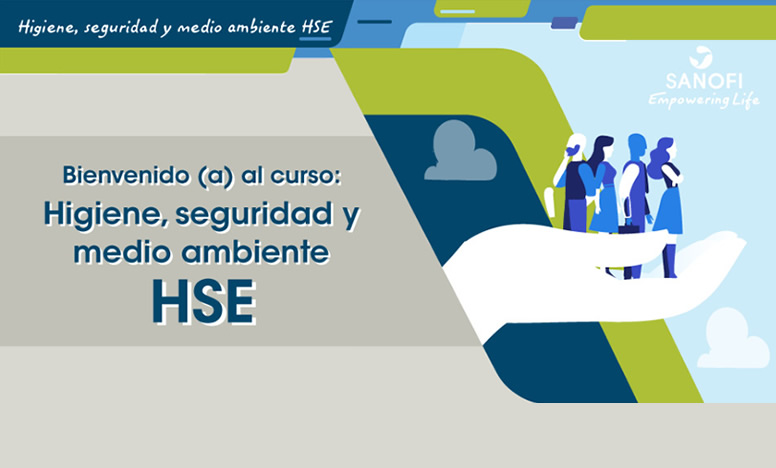 Higiene, seguridad y medio ambiente HSE
SANOFI
Empowering Life
Bienvenido (a) al curso:
Higiene, seguridad y
medio ambiente
HSE